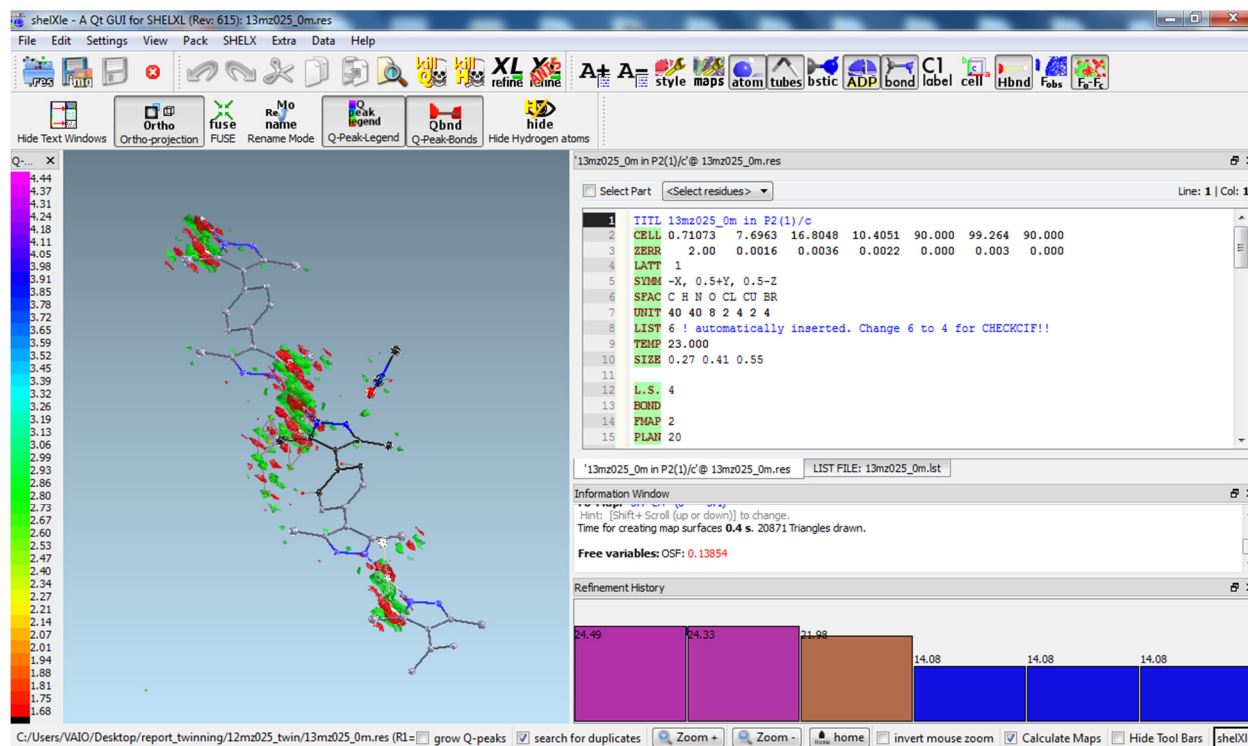 shelXle - A Qt GUI for SHELXL (Rev: 615): 13mz025_0m.res
File Edit Settings View Pack SHELX Extra Data Help
.res Img kill Q kill H XL refine refine A+ A= style maps atom tubes bstic ADP bond C1 label cell Hbnd Fobs Fo-Fc
Hide Text Windows Ortho Ortho-projection fuse FUSE Mo Re name Rename Mode Q peak legend Q-Peak-Legend Qbnd Q-Peak-Bonds hide Hide Hydrogen atoms
Q-...
4.44
4.37
4.31
4.24
4.18
4.11
4.05
3.98
3.91
3.85
3.78
3.72
3.65
3.59
3.52
3.45
3.39
3.32
3.26
3.19
3.13
3.06
2.99
2.93
2.86
2.80
2.73
2.67
2.60
2.53
2.47
2.40
2.34
2.27
2.21
2.14
2.07
2.01
1.94
1.88
1.81
1.75
1.68
'13mz025_0m in P2(1)/c'@ 13mz025_0m.res
Select Part <Select residues> Line: 1 | Col: 1
1 TITL 13mz025_0m in P2(1)/c
2 CELL 0.71073 7.6963 16.8048 10.4051 90.000 99.264 90.000
3 ZERR 2.00 0.0016 0.0036 0.0022 0.000 0.003 0.000
4 LATT 1
5 SYMM -X, 0.5+Y, 0.5-Z
6 SFAC C H N O CL CU BR
7 UNIT 40 40 8 2 4 2 4
8 LIST 6 ! automatically inserted. Change 6 to 4 for CHECKCIF!!
9 TEMP 23.000
10 SIZE 0.27 0.41 0.55
11
12 L.S. 4
13 BOND
14 FMAP 2
15 PLAN 20
'13mz025_0m in P2(1)/c'@ 13mz025_0m.res LIST FILE: 13mz025_0m.lst
Information Window
Hint: [Shift+ Scroll (up or down)] to change.
Time for creating map surfaces 0.4 s. 20871 Triangles drawn.
Free variables: OSF: 0.13854
Refinement History
24.49 24.33 21.98 14.08 14.08 14.08
C:/Users/VAIO/Desktop/report_twinning/12mz025_twin/13mz025_0m.res (R1= grow Q-peaks search for duplicates Zoom + Zoom - home invert mouse zoom Calculate Maps Hide Tool Bars shelXl